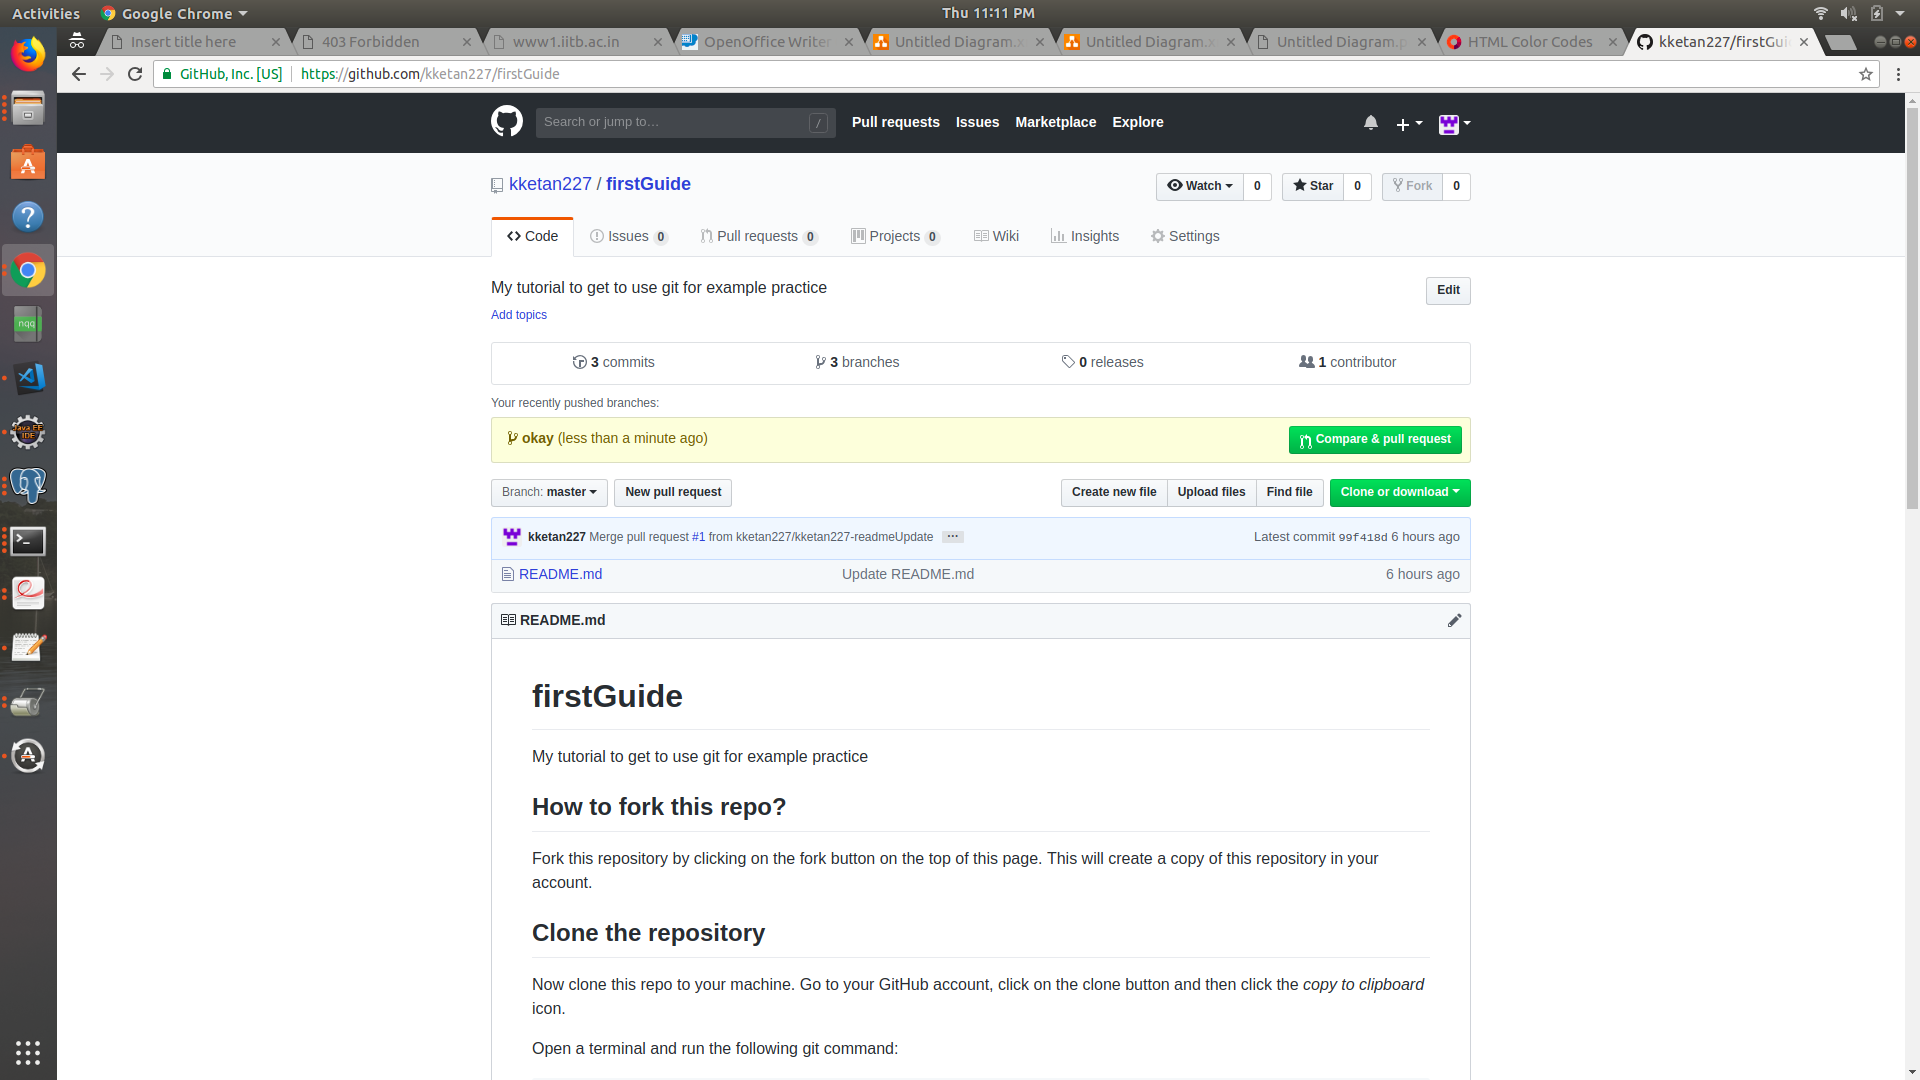 Activities
Google Chrome
Thu 11:11 PM
Insert title here
403 Forbidden
www1.iitb.ac.in
OpenOffice Writer
Untitled Diagram.x
Untitled Diagram.x
Untitled Diagram.p
HTML Color Codes
kketan227/firstGui
GitHub, Inc. [US]
https://github.com/kketan227/firstGuide
Search or jump to…
/
Pull requests
Issues
Marketplace
Explore
kketan227 / firstGuide
Watch 0
Star 0
Fork 0
Code
Issues 0
Pull requests 0
Projects 0
Wiki
Insights
Settings
My tutorial to get to use git for example practice
Edit
Add topics
3 commits
3 branches
0 releases
1 contributor
Your recently pushed branches:
okay (less than a minute ago)
Compare & pull request
Branch: master
New pull request
Create new file
Upload files
Find file
Clone or download
kketan227 Merge pull request #1 from kketan227/kketan227-readmeUpdate ...
Latest commit 99f418d 6 hours ago
README.md
Update README.md
6 hours ago
README.md
firstGuide
My tutorial to get to use git for example practice
How to fork this repo?
Fork this repository by clicking on the fork button on the top of this page. This will create a copy of this repository in your
account.
Clone the repository
Now clone this repo to your machine. Go to your GitHub account, click on the clone button and then click the copy to clipboard
icon.
Open a terminal and run the following git command:
nqq
Java EE
IDE